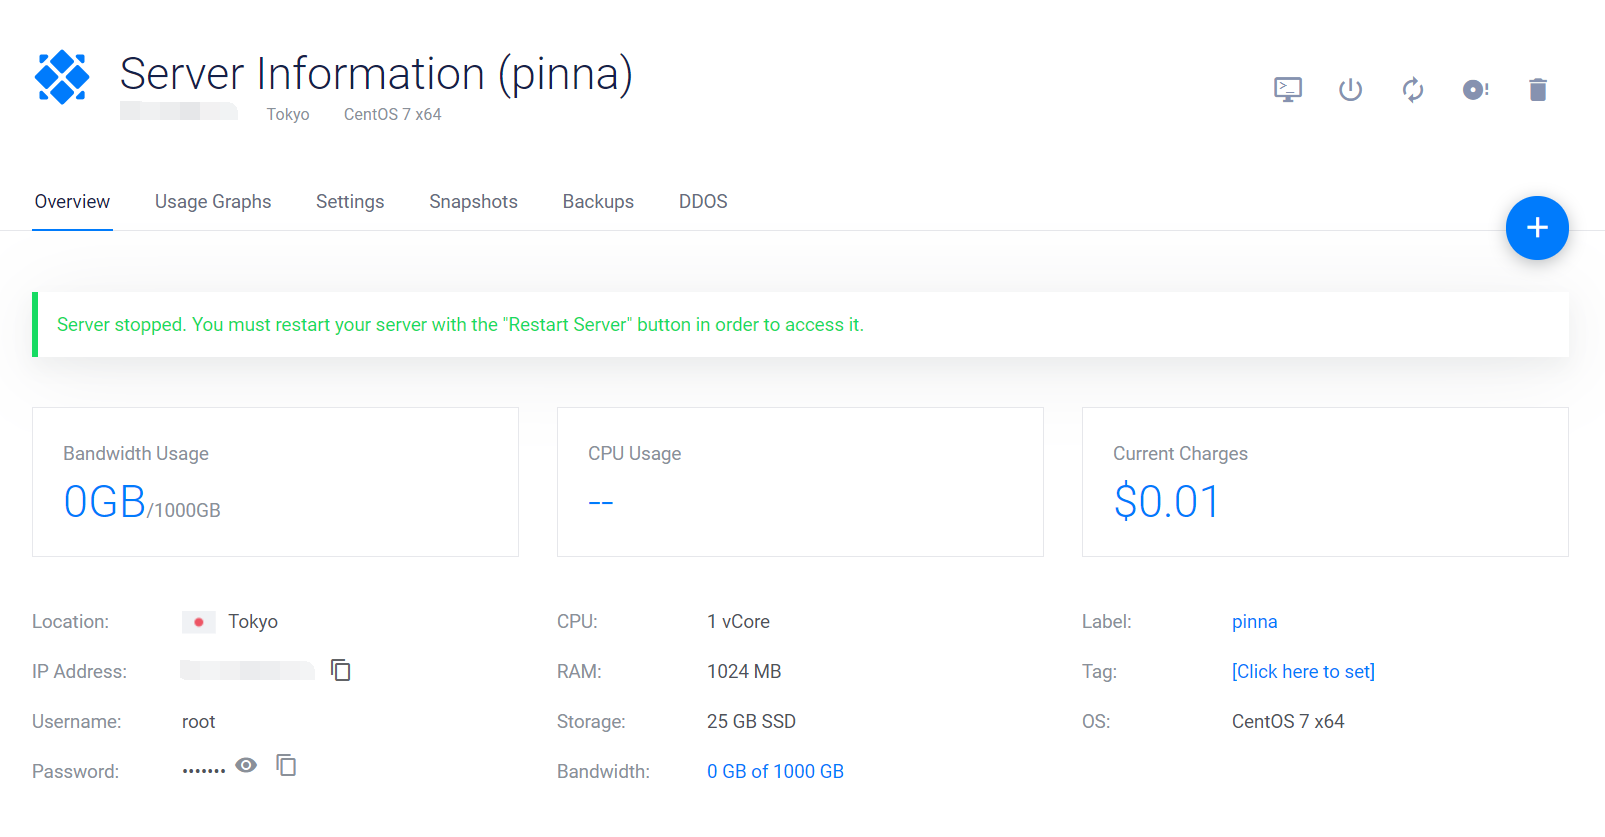 Server Information (pinna)
Tokyo CentOS 7 x64
Overview Usage Graphs Settings Snapshots Backups DDOS
Server stopped. You must restart your server with the "Restart Server" button in order to access it.
Bandwidth Usage
0GB/1000GB
CPU Usage
--
Current Charges
$0.01
Location: Tokyo
IP Address:
Username: root
Password: •••••••
CPU: 1 vCore
RAM: 1024 MB
Storage: 25 GB SSD
Bandwidth: 0 GB of 1000 GB
Label: pinna
Tag: [Click here to set]
OS: CentOS 7 x64